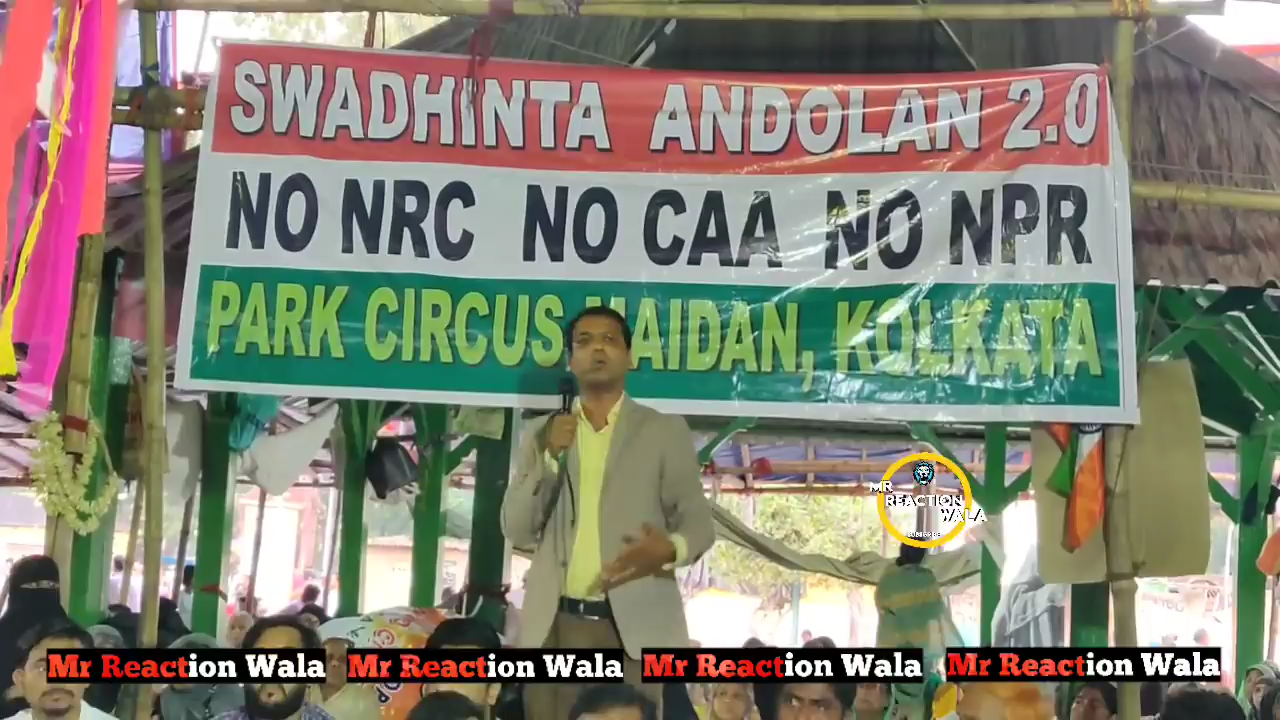 SWADHINTA ANDOLAN 2.0
NO NRC NO CAA NO NPR
PARK CIRCUS MAIDAN, KOLKATA
MR
REACTION
WALA
Mr Reaction Wala Mr Reaction Wala Mr Reaction Wala Mr Reaction Wala